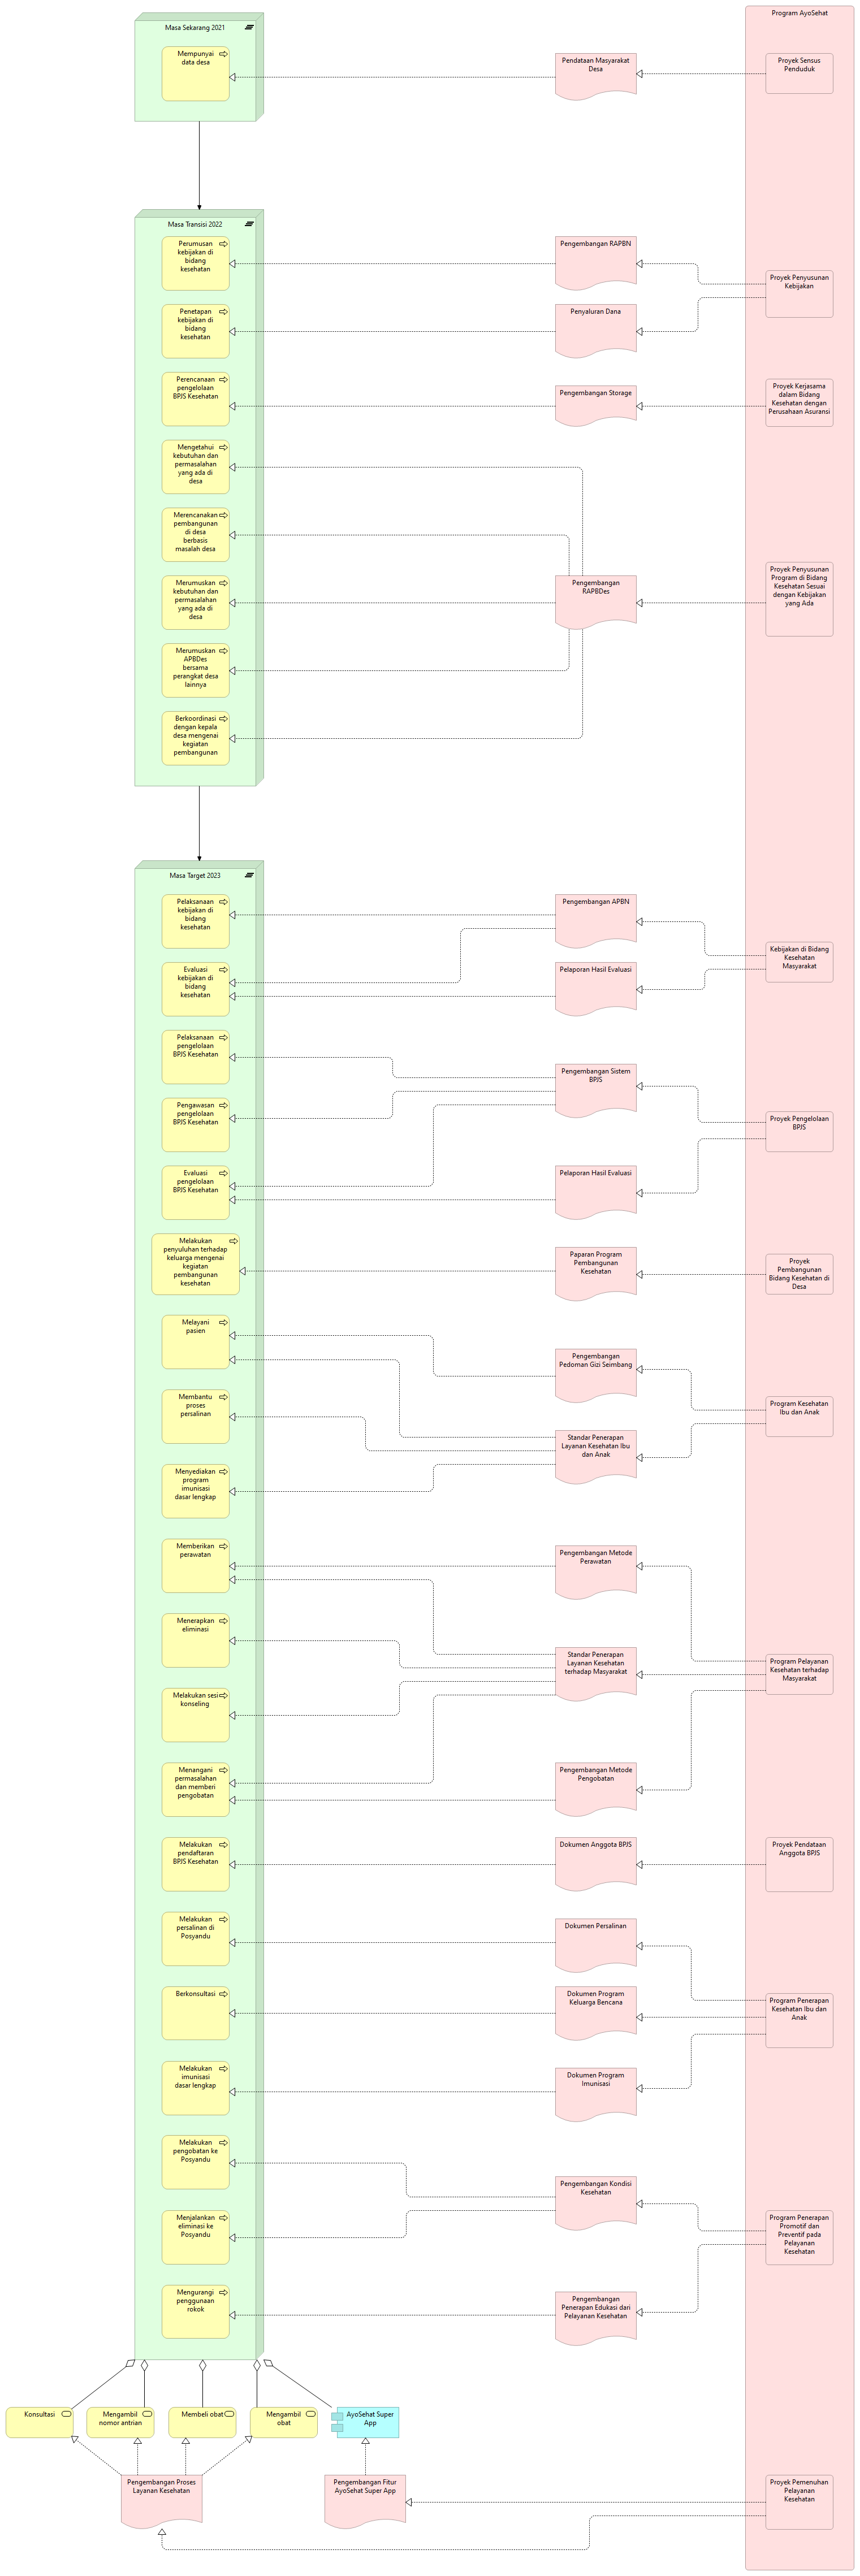 Program AyoSehat
Masa Sekarang 2021
Mempunyai
data desa
Pendataan Masyarakat
Desa
Proyek Sensus
Penduduk
Masa Transisi 2022
Perumusan
kebijakan di
bidang
kesehatan
Pengembangan RAPBN
Proyek Penyusunan
Kebijakan
Penetapan
kebijakan di
bidang
kesehatan
Penyaluran Dana
Perencanaan
pengelolaan
BPJS Kesehatan
Pengembangan Storage
Proyek Kerjasama
dalam Bidang
Kesehatan dengan
Perusahaan Asuransi
Mengetahui
kebutuhan dan
permasalahan
yang ada di
desa
Merencanakan
pembangunan
di desa
berbasis
masalah desa
Merumuskan
kebutuhan dan
permasalahan
yang ada di
desa
Pengembangan
RAPBDes
Proyek Penyusunan
Program di Bidang
Kesehatan Sesuai
dengan Kebijakan
yang Ada
Merumuskan
APBDes
bersama
perangkat desa
lainnya
Berkoordinasi
dengan kepala
desa mengenai
kegiatan
pembangunan
Masa Target 2023
Pelaksanaan
kebijakan di
bidang
kesehatan
Pengembangan APBN
Kebijakan di Bidang
Kesehatan
Masyarakat
Evaluasi
kebijakan di
bidang
kesehatan
Pelaporan Hasil Evaluasi
Pelaksanaan
pengelolaan
BPJS Kesehatan
Pengembangan Sistem
BPJS
Pengawasan
pengelolaan
BPJS Kesehatan
Proyek Pengelolaan
BPJS
Evaluasi
pengelolaan
BPJS Kesehatan
Pelaporan Hasil Evaluasi
Melakukan
penyuluhan terhadap
keluarga mengenai
kegiatan
pembangunan
kesehatan
Paparan Program
Pembangunan
Kesehatan
Proyek
Pembangunan
Bidang Kesehatan di
Desa
Melayani
pasien
Pengembangan
Pedoman Gizi Seimbang
Program Kesehatan
Ibu dan Anak
Membantu
proses
persalinan
Standar Penerapan
Layanan Kesehatan Ibu
dan Anak
Menyediakan
program
imunisasi
dasar lengkap
Memberikan
perawatan
Pengembangan Metode
Perawatan
Menerapkan
eliminasi
Standar Penerapan
Layanan Kesehatan
terhadap Masyarakat
Program Pelayanan
Kesehatan terhadap
Masyarakat
Melakukan sesi
konseling
Menangani
permasalahan
dan memberi
pengobatan
Pengembangan Metode
Pengobatan
Melakukan
pendaftaran
BPJS Kesehatan
Dokumen Anggota BPJS
Proyek Pendataan
Anggota BPJS
Melakukan
persalinan di
Posyandu
Dokumen Persalinan
Berkonsultasi
Dokumen Program
Keluarga Bencana
Program Penerapan
Kesehatan Ibu dan
Anak
Melakukan
imunisasi
dasar lengkap
Dokumen Program
Imunisasi
Melakukan
pengobatan ke
Posyandu
Pengembangan Kondisi
Kesehatan
Menjalankan
eliminasi ke
Posyandu
Program Penerapan
Promotif dan
Preventif pada
Pelayanan
Kesehatan
Mengurangi
penggunaan
rokok
Pengembangan
Penerapan Edukasi dari
Pelayanan Kesehatan
Konsultasi
Mengambil
nomor antrian
Membeli obat
Mengambil
obat
AyoSehat Super
App
Pengembangan Proses
Layanan Kesehatan
Pengembangan Fitur
AyoSehat Super App
Proyek Pemenuhan
Pelayanan
Kesehatan